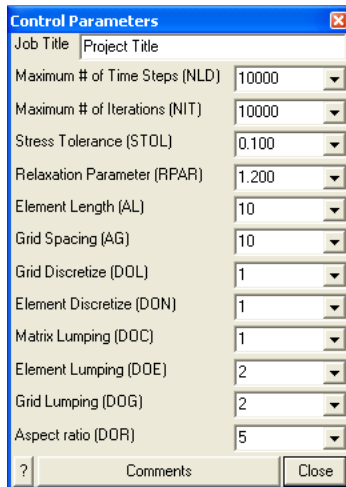 Control Parameters
Job Title Project Title
Maximum # of Time Steps (NLD) 10000
Maximum # of Iterations (NIT) 10000
Stress Tolerance (STOL) 0.100
Relaxation Parameter (RPAR) 1.200
Element Length (AL) 10
Grid Spacing (AG) 10
Grid Discretize (DOL) 1
Element Discretize (DON) 1
Matrix Lumping (DOC) 1
Element Lumping (DOE) 2
Grid Lumping (DOG) 2
Aspect ratio (DOR) 5
? Comments Close